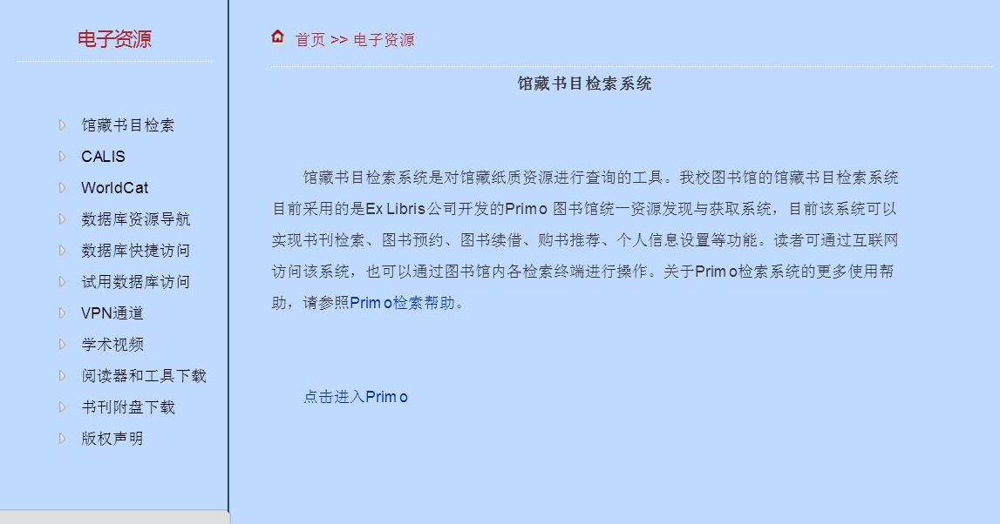 电子资源
馆藏书目检索
CALIS
WorldCat
数据库资源导航
数据库快捷访问
试用数据库访问
VPN通道
学术视频
阅读器和工具下载
书刊附盘下载
版权声明
首页 >> 电子资源
馆藏书目检索系统
馆藏书目检索系统是对馆藏纸质资源进行查询的工具。我校图书馆的馆藏书目检索系统
目前采用的是Ex Libris公司开发的Primo 图书馆统一资源发现与获取系统，目前该系统可以
实现书刊检索、图书预约、图书续借、购书推荐、个人信息设置等功能。读者可通过互联网
访问该系统，也可以通过图书馆内各检索终端进行操作。关于Primo检索系统的更多使用帮
助，请参照Primo检索帮助。
点击进入Primo